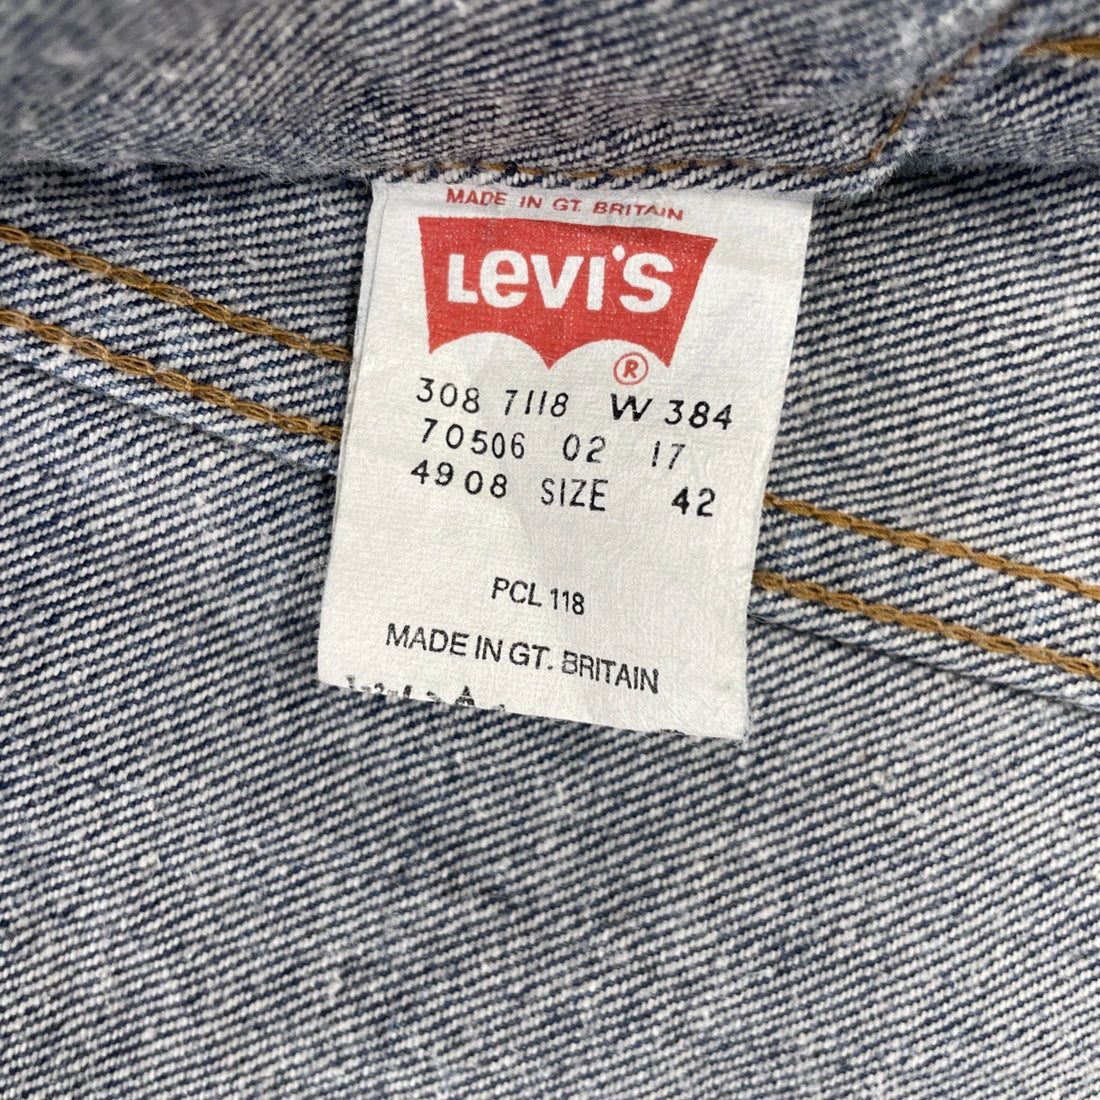 MADE IN GT. BRITAIN
LEVI'S
®
308 7118 W 384
70506 02 17
4908 SIZE 42
PCL 118
MADE IN GT. BRITAIN